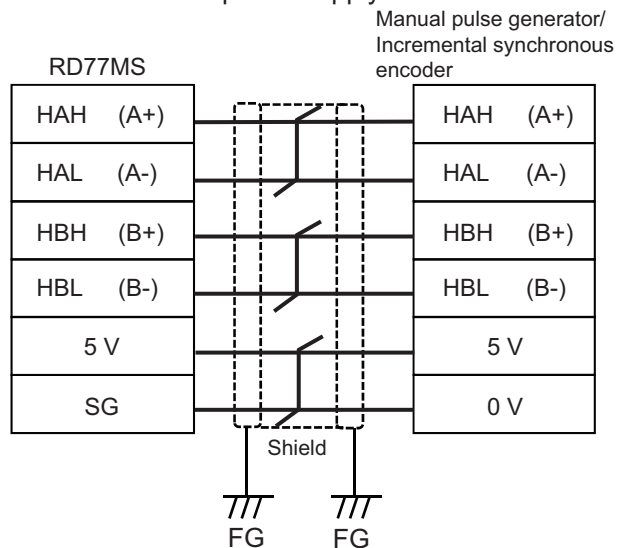 Manual pulse generator/
Incremental synchronous
encoder
RD77MS
HAH (A+)
HAL (A-)
HBH (B+)
HBL (B-)
5 V
SG
HAH (A+)
HAL (A-)
HBH (B+)
HBL (B-)
5 V
0 V
Shield
FG
FG